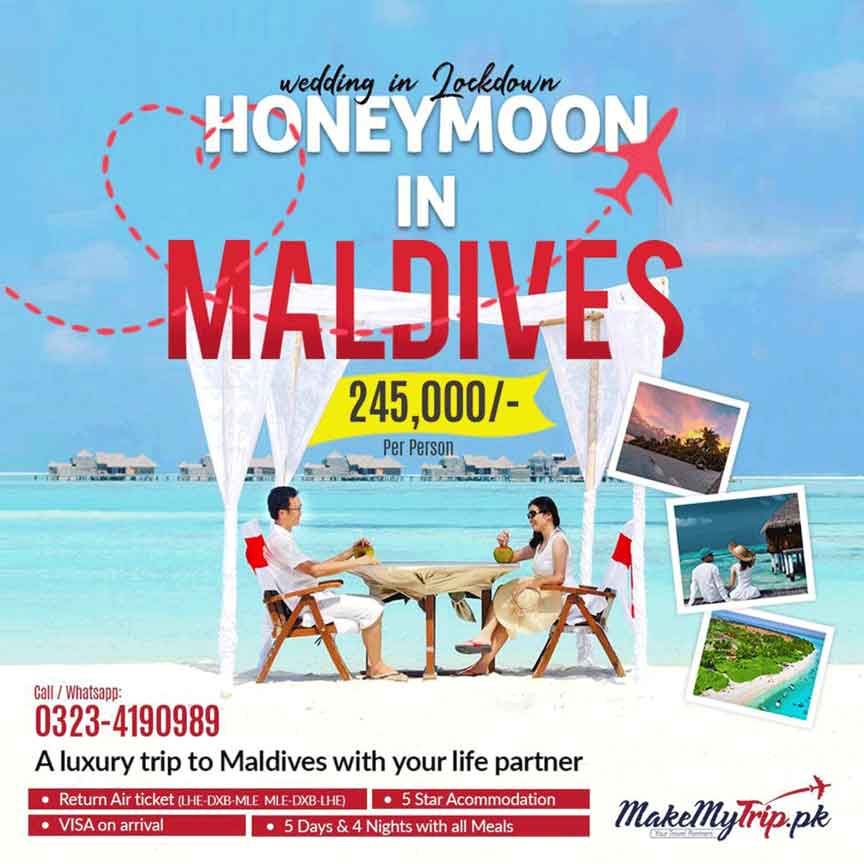 wedding in Lockdown
HONEYMOON
IN
MALDIVES
245,000/-
Per Person
Call / Whatsapp:
0323-4190989
A luxury trip to Maldives with your life partner
• Return Air ticket (LHE-DXB-MLE MLE-DXB-LHE)
• 5 Star Acommodation
• VISA on arrival
• 5 Days & 4 Nights with all Meals
MakeMyTrip.pk
Your Travel Partners